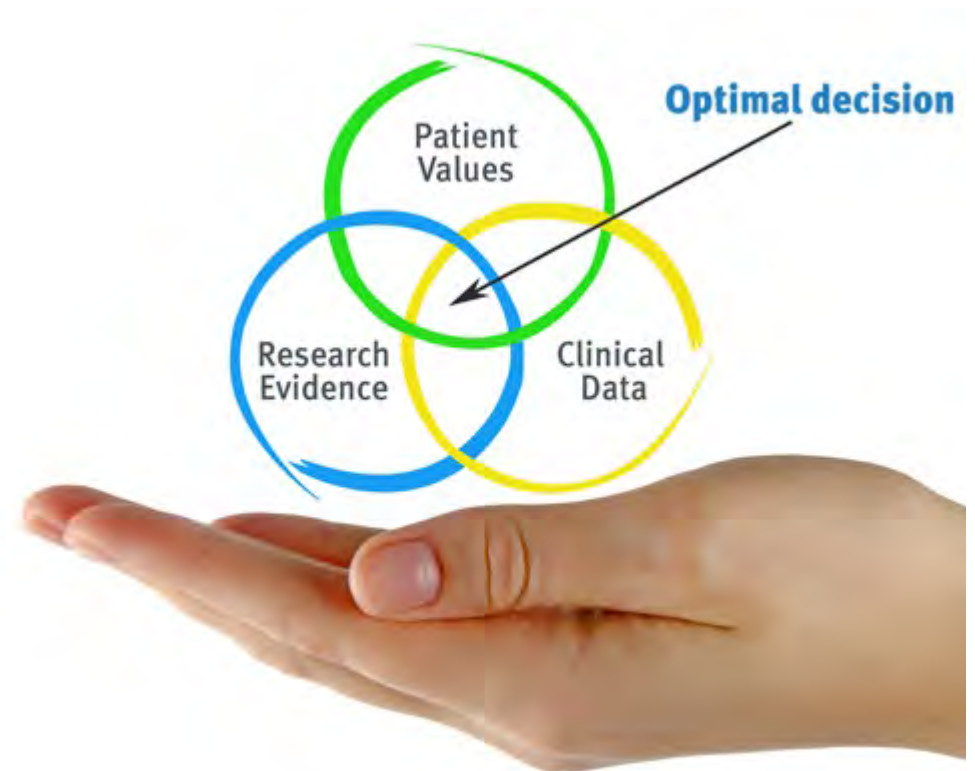 Optimal decision
Patient
Values
Research
Evidence
Clinical
Data